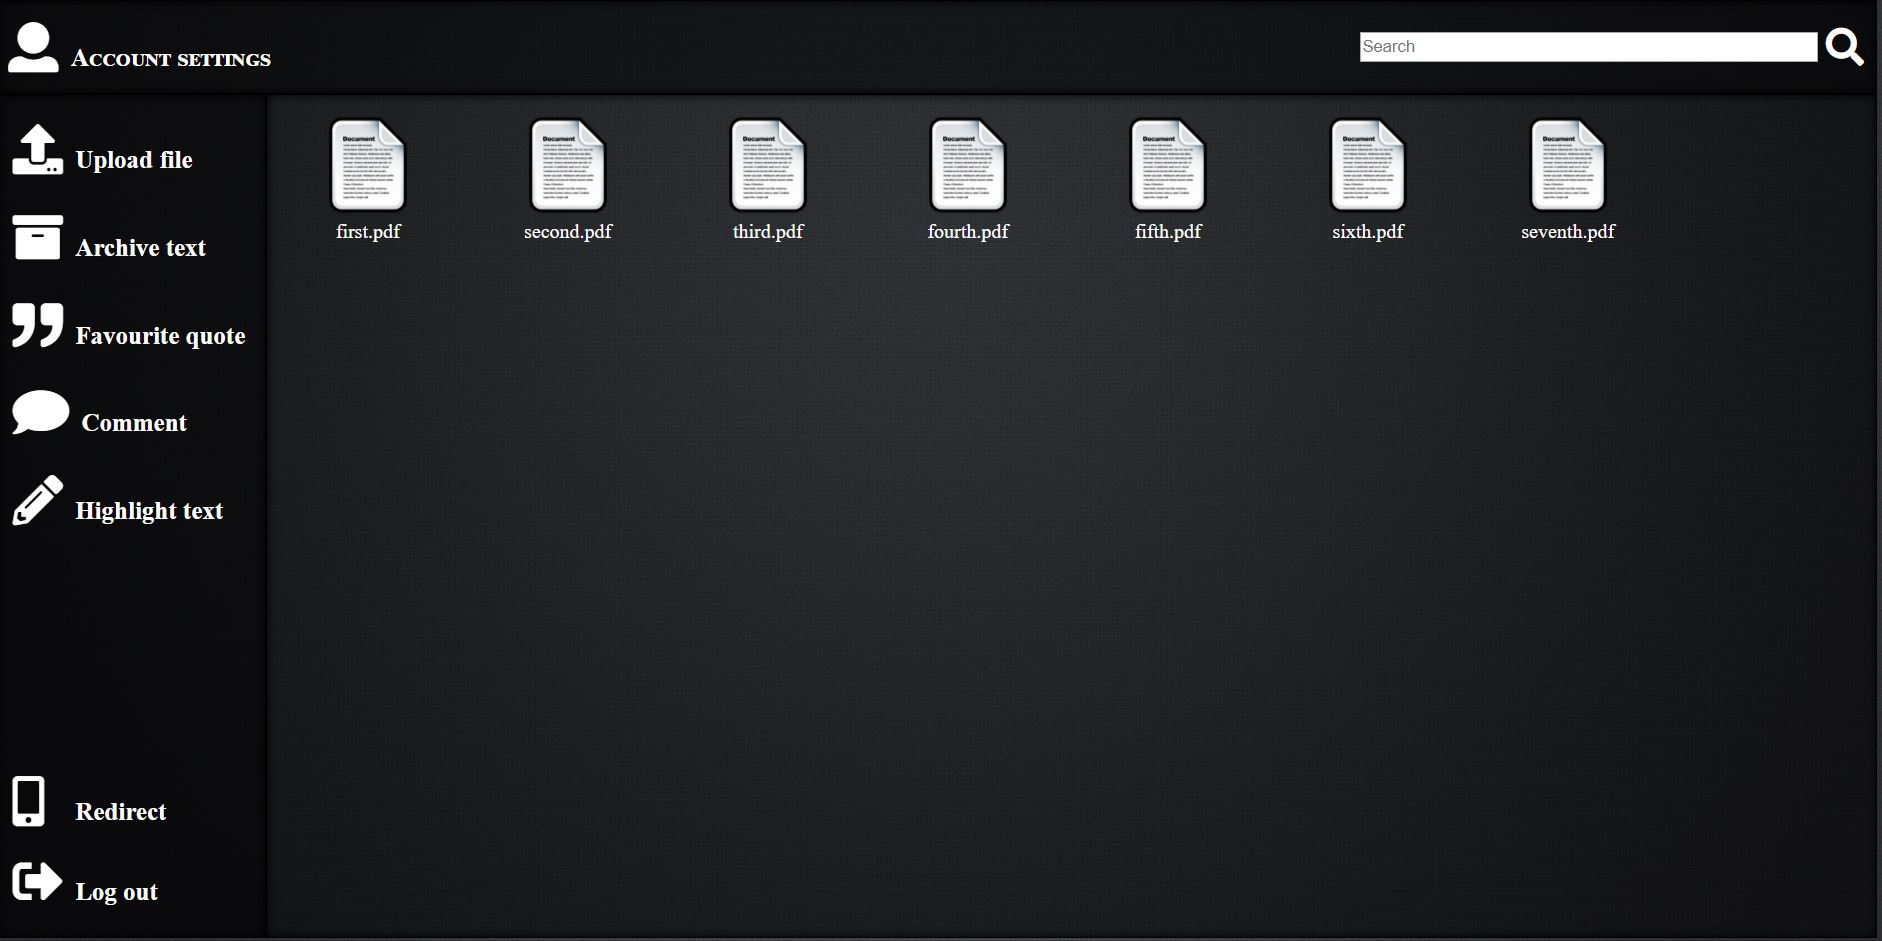 Account settings
Search
Upload file
Archive text
Favourite quote
Comment
Highlight text
Redirect
Log out
Document
first.pdf
Document
second.pdf
Document
third.pdf
Document
fourth.pdf
Document
fifth.pdf
Document
sixth.pdf
Document
seventh.pdf